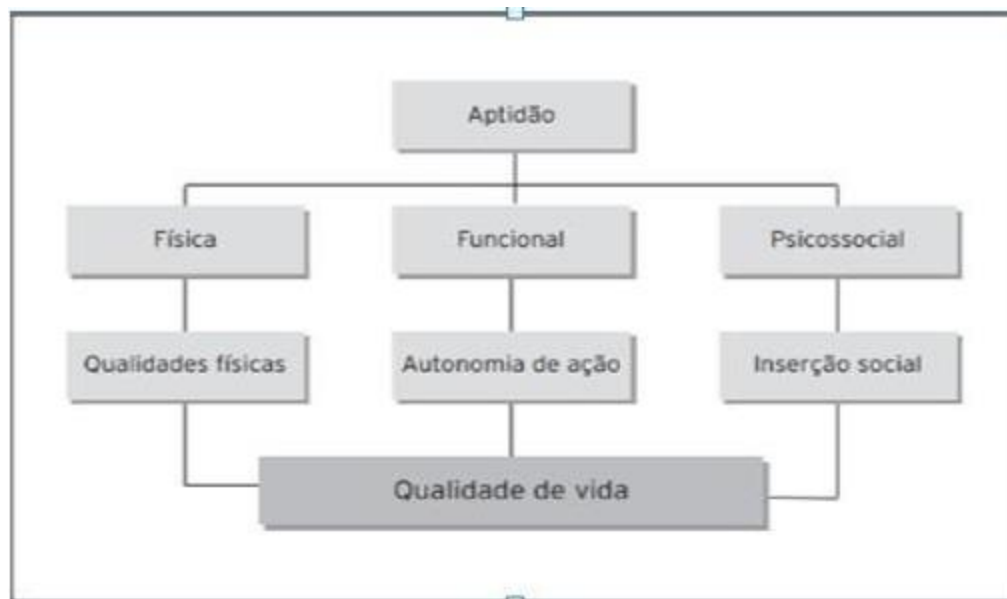 Aptidão
Física
Funcional
Psicossocial
Qualidades físicas
Autonomia de ação
Inserção social
Qualidade de vida